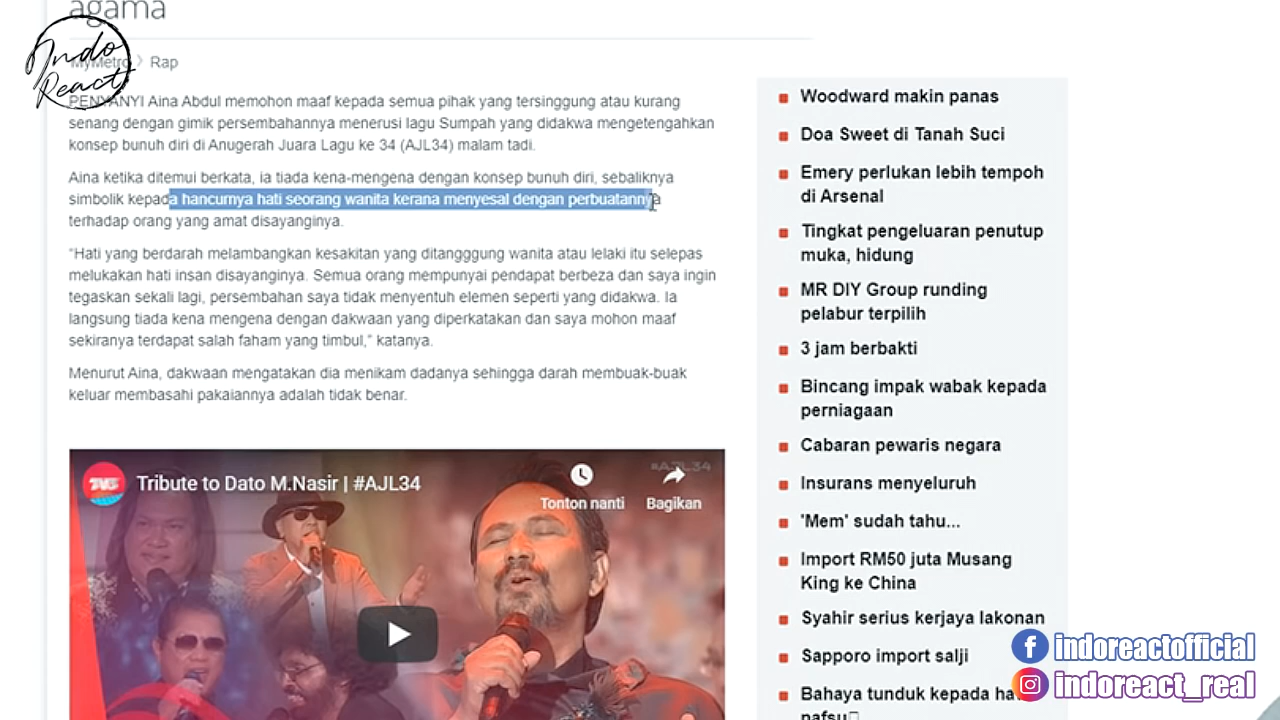 agama
Indo
React
MyMetro > Rap
PENYANYI Aina Abdul memohon maaf kepada semua pihak yang tersinggung atau kurang
senang dengan gimik persembahannya menerusi lagu Sumpah yang didakwa mengetengahkan
konsep bunuh diri di Anugerah Juara Lagu ke 34 (AJL34) malam tadi.
Aina ketika ditemui berkata, ia tiada kena-mengena dengan konsep bunuh diri, sebaliknya
simbolik kepada hancurnya hati seorang wanita kerana menyesal dengan perbuatannya
terhadap orang yang amat disayanginya.
“Hati yang berdarah melambangkan kesakitan yang ditangggung wanita atau lelaki itu selepas
melukakan hati insan disayanginya. Semua orang mempunyai pendapat berbeza dan saya ingin
tegaskan sekali lagi, persembahan saya tidak menyentuh elemen seperti yang didakwa. Ia
langsung tiada kena mengena dengan dakwaan yang diperkatakan dan saya mohon maaf
sekiranya terdapat salah faham yang timbul,” katanya.
Menurut Aina, dakwaan mengatakan dia menikam dadanya sehingga darah membuak-buak
keluar membasahi pakaiannya adalah tidak benar.
TV3
Tribute to Dato M.Nasir | #AJL34
#AJL34
Tonton nanti
Bagikan
Woodward makin panas
Doa Sweet di Tanah Suci
Emery perlukan lebih tempoh
di Arsenal
Tingkat pengeluaran penutup
muka, hidung
MR DIY Group runding
pelabur terpilih
3 jam berbakti
Bincang impak wabak kepada
perniagaan
Cabaran pewaris negara
Insurans menyeluruh
'Mem' sudah tahu...
Import RM50 juta Musang
King ke China
Syahir serius kerjaya lakonan
Sapporo import salji
Bahaya tunduk kepada
nafsu
indoreactofficial
indoreact_real